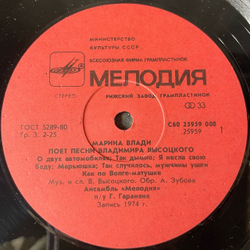 МИНИСТЕРСТВО
КУЛЬТУРЫ СССР
ВСЕСОЮЗНАЯ ФИРМА ГРАМПЛАСТИНОК
МЕЛОДИЯ
СТЕРЕО
РИЖСКИЙ ЗАВОД ГРАМПЛАСТИНОК
33
ГОСТ 5289-80
Гр. 3. 2-25
С60 25959 008
25959
1
МАРИНА ВЛАДИ
ПОЕТ ПЕСНИ ВЛАДИМИРА ВЫСОЦКОГО
О двух автомобилях; Так дымно; Я несла свою
Беду; Марьюшка; Так случилось, мужчины ушли
Как по Волге-матушке
Муз. и сл. В. Высоцкого. Обр. А. Зубова
Ансамбль «Мелодия»
п/у Г. Гараняна
Запись 1974 г.